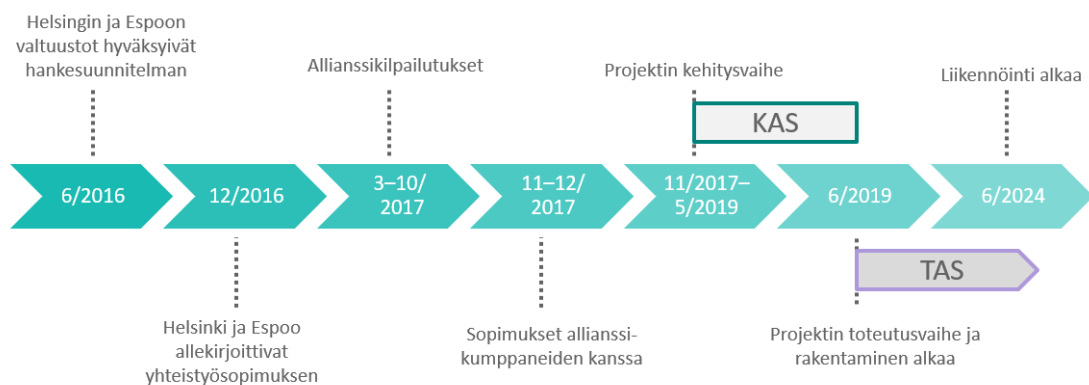 Helsingin ja Espoon
valtuustot hyväksyivät
hankesuunnitelman
Allianssikilpailutukset
Projektin kehitysvaihe
Liikennöinti alkaa
KAS
6/2016
12/2016
3–10/
2017
11–12/
2017
11/2017–
5/2019
6/2019
6/2024
TAS
Helsinki ja Espoo
allekirjoittivat
yhteistyösopimuksen
Sopimukset allianssi-
kumppaneiden kanssa
Projektin toteutusvaihe ja
rakentaminen alkaa